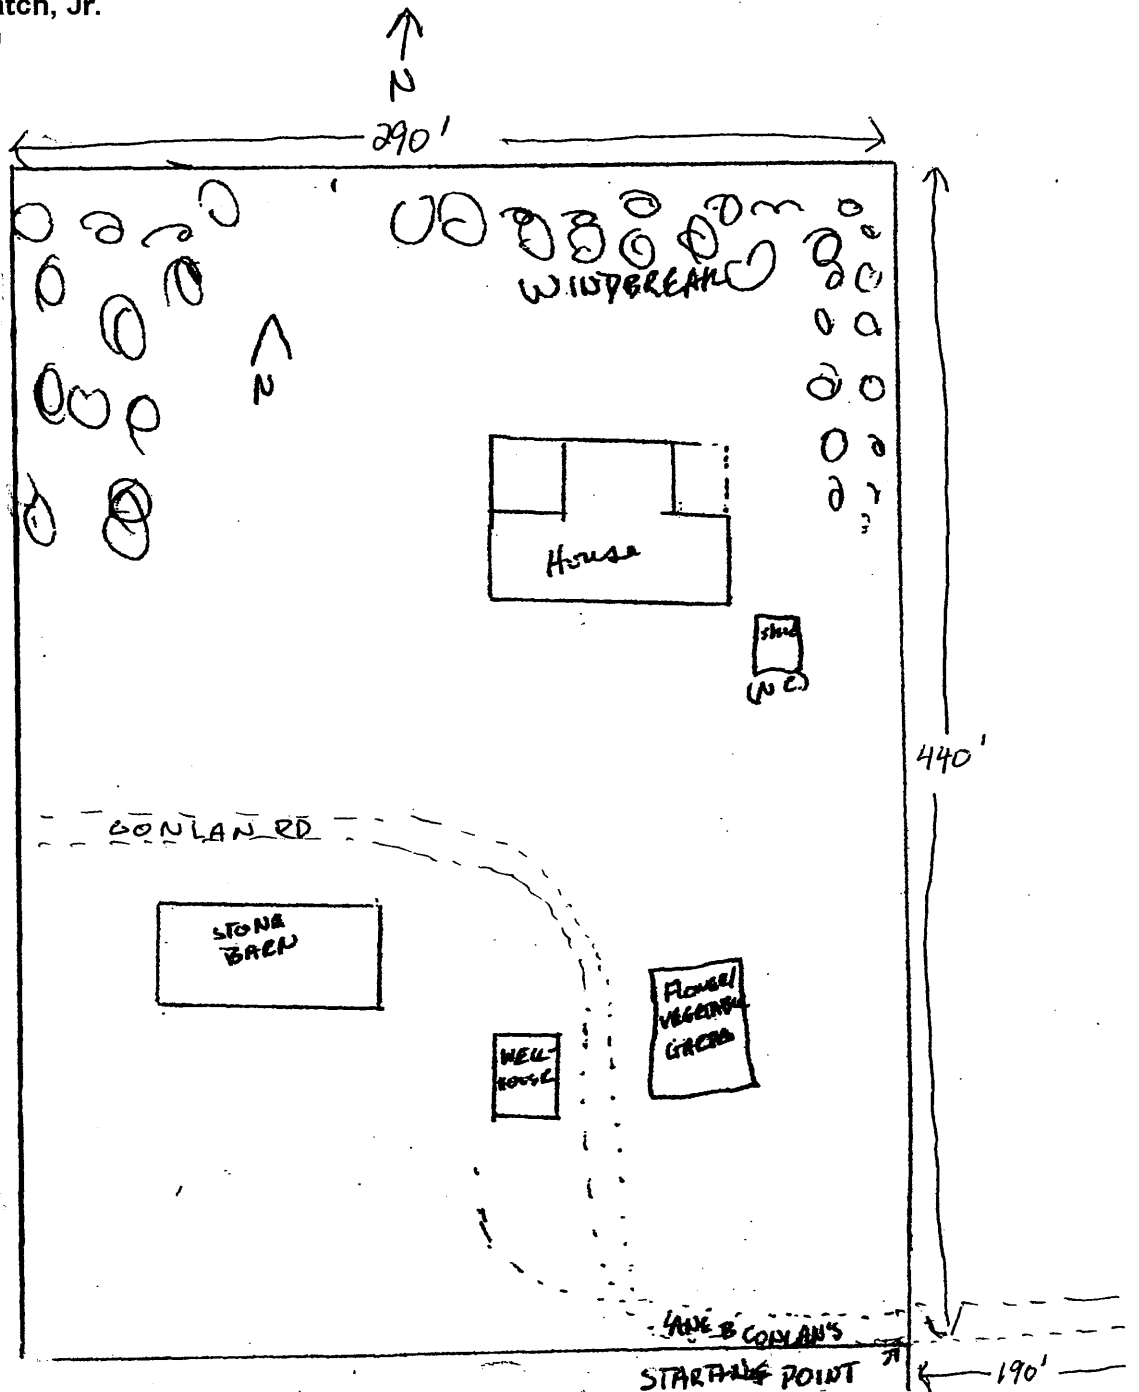 atch, Jr.
N
290'
WINDBREAK
N
House
Shed
(N C.)
440'
CONLAN RD
STONE
BARN
FLOWER/
VEGETABLE
GARDEN
WELL-
HOUSE
LANE B CONLAN'S
STARTING POINT
190'